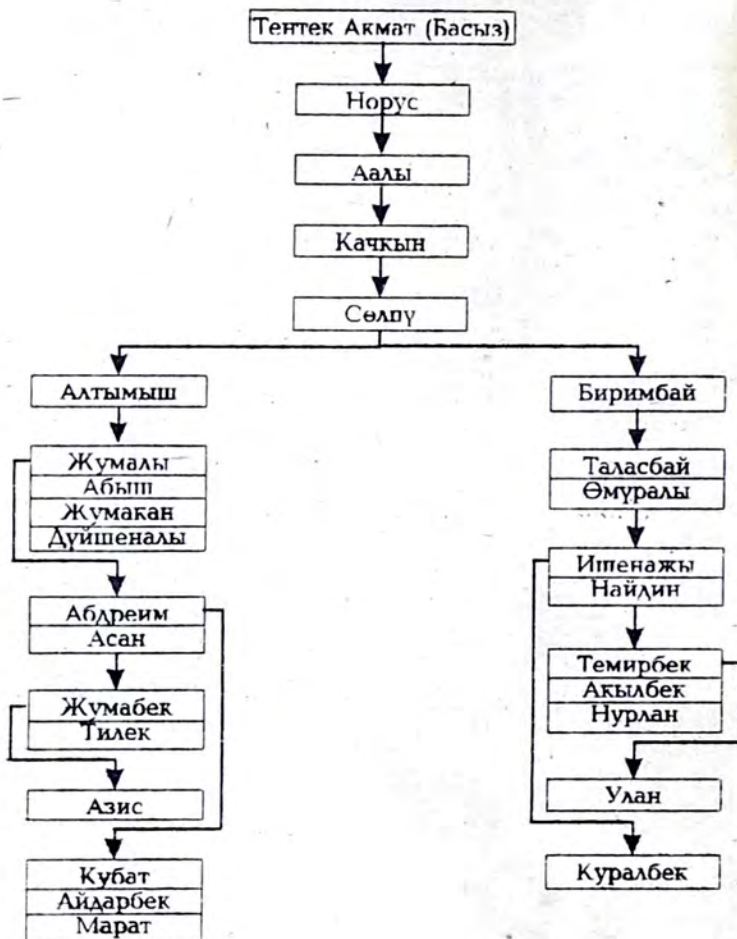 Тентек Акмат (Басыз)
Норус
Аалы
Качкын
Сөлпү
Алтымыш
Биримбай
Жумалы
Абыш
Жумакан
Дүйшеналы
Таласбай
Өмүралы
Абдреим
Асан
Ишенажы
Найдин
Жумабек
Тилек
Темирбек
Акылбек
Нурлан
Азис
Улан
Кубат
Айдарбек
Марат
Куралбек